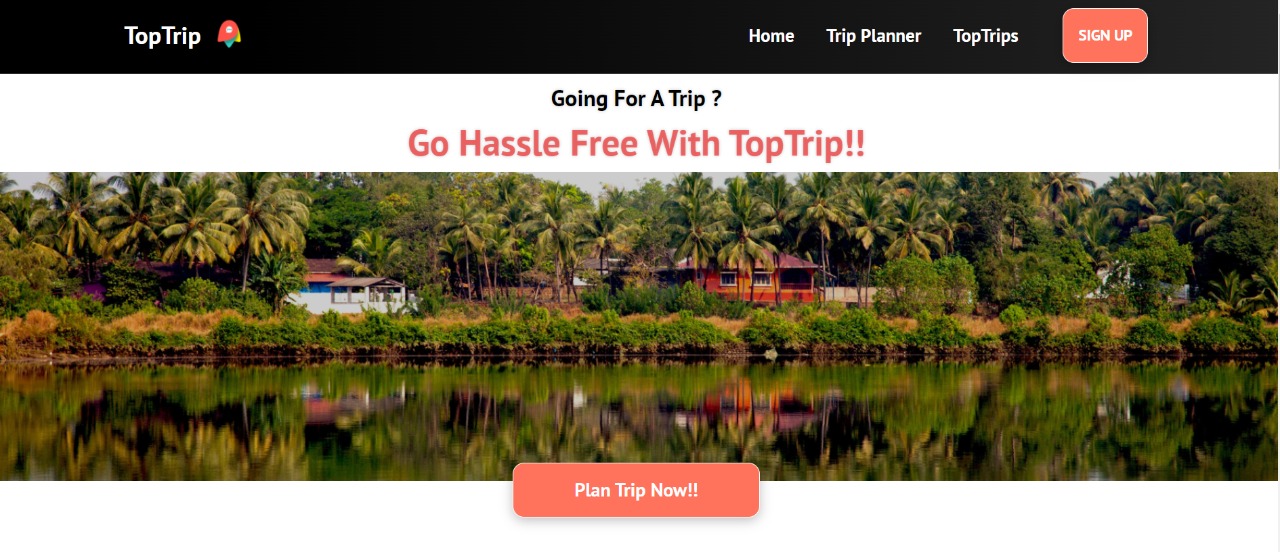 TopTrip Home Trip Planner TopTrips SIGN UP
Going For A Trip ?
Go Hassle Free With TopTrip!!
Plan Trip Now!!